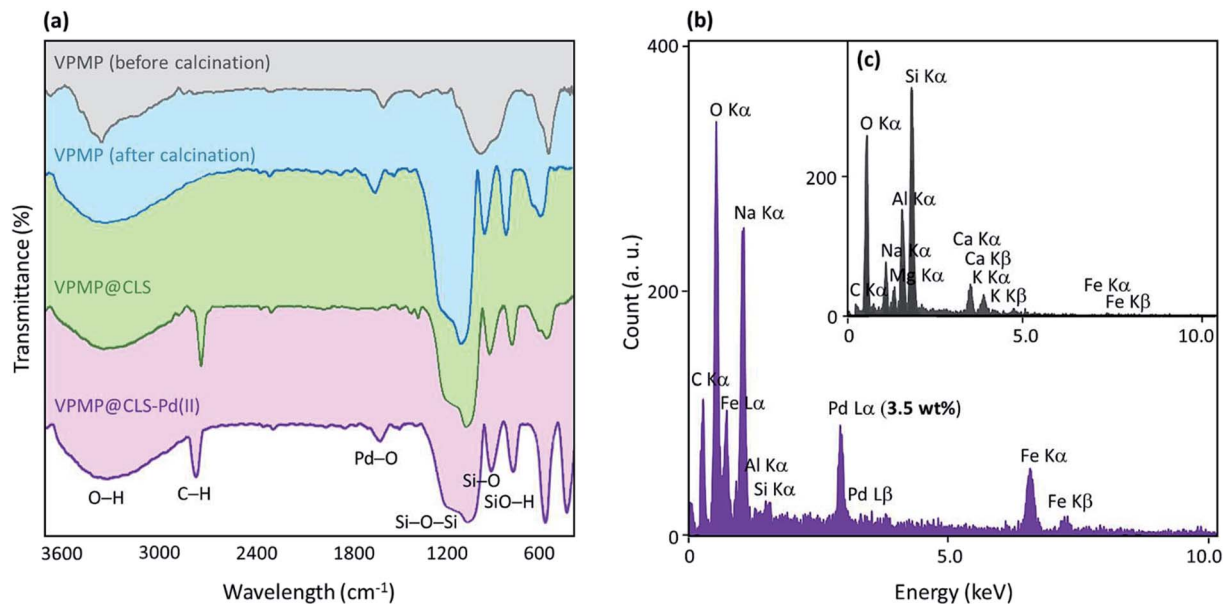 (a)
VPMP (before calcination)
VPMP (after calcination)
VPMP@CLS
VPMP@CLS-Pd(II)
O–H
C–H
Pd–O
Si–O–Si
Si–O
SiO–H
Transmittance (%)
3600 3000 2400 1800 1200 600
Wavelength (cm-1)
(b)
400
200
0
Count (a. u.)
C Kα
O Kα
Fe Lα
Na Kα
Al Kα
Si Kα
Pd Lα (3.5 wt%)
Pd Lβ
Fe Kα
Fe Kβ
0 5.0 10.0
Energy (keV)
(c)
200
0
C Kα
O Kα
Na Kα
Mg Kα
Al Kα
Si Kα
Ca Kα
Ca Kβ
K Kα
K Kβ
Fe Kα
Fe Kβ
0 5.0 10.0